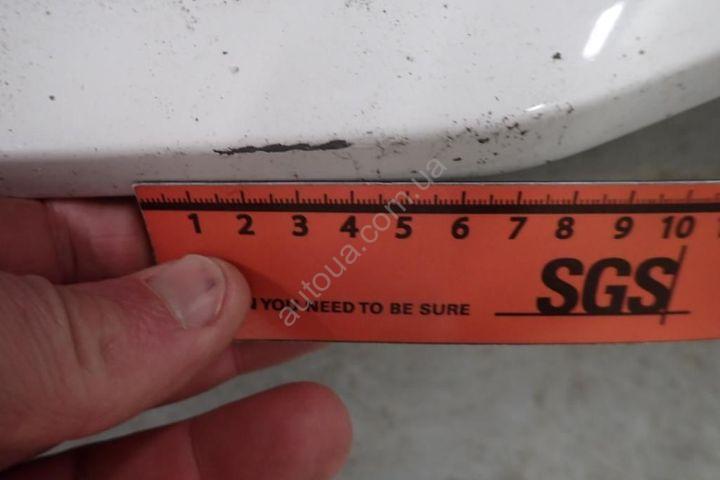 1 2 3 4 5 6 7 8 9 10
autoua.com.ua
YOU NEED TO BE SURE
SGS